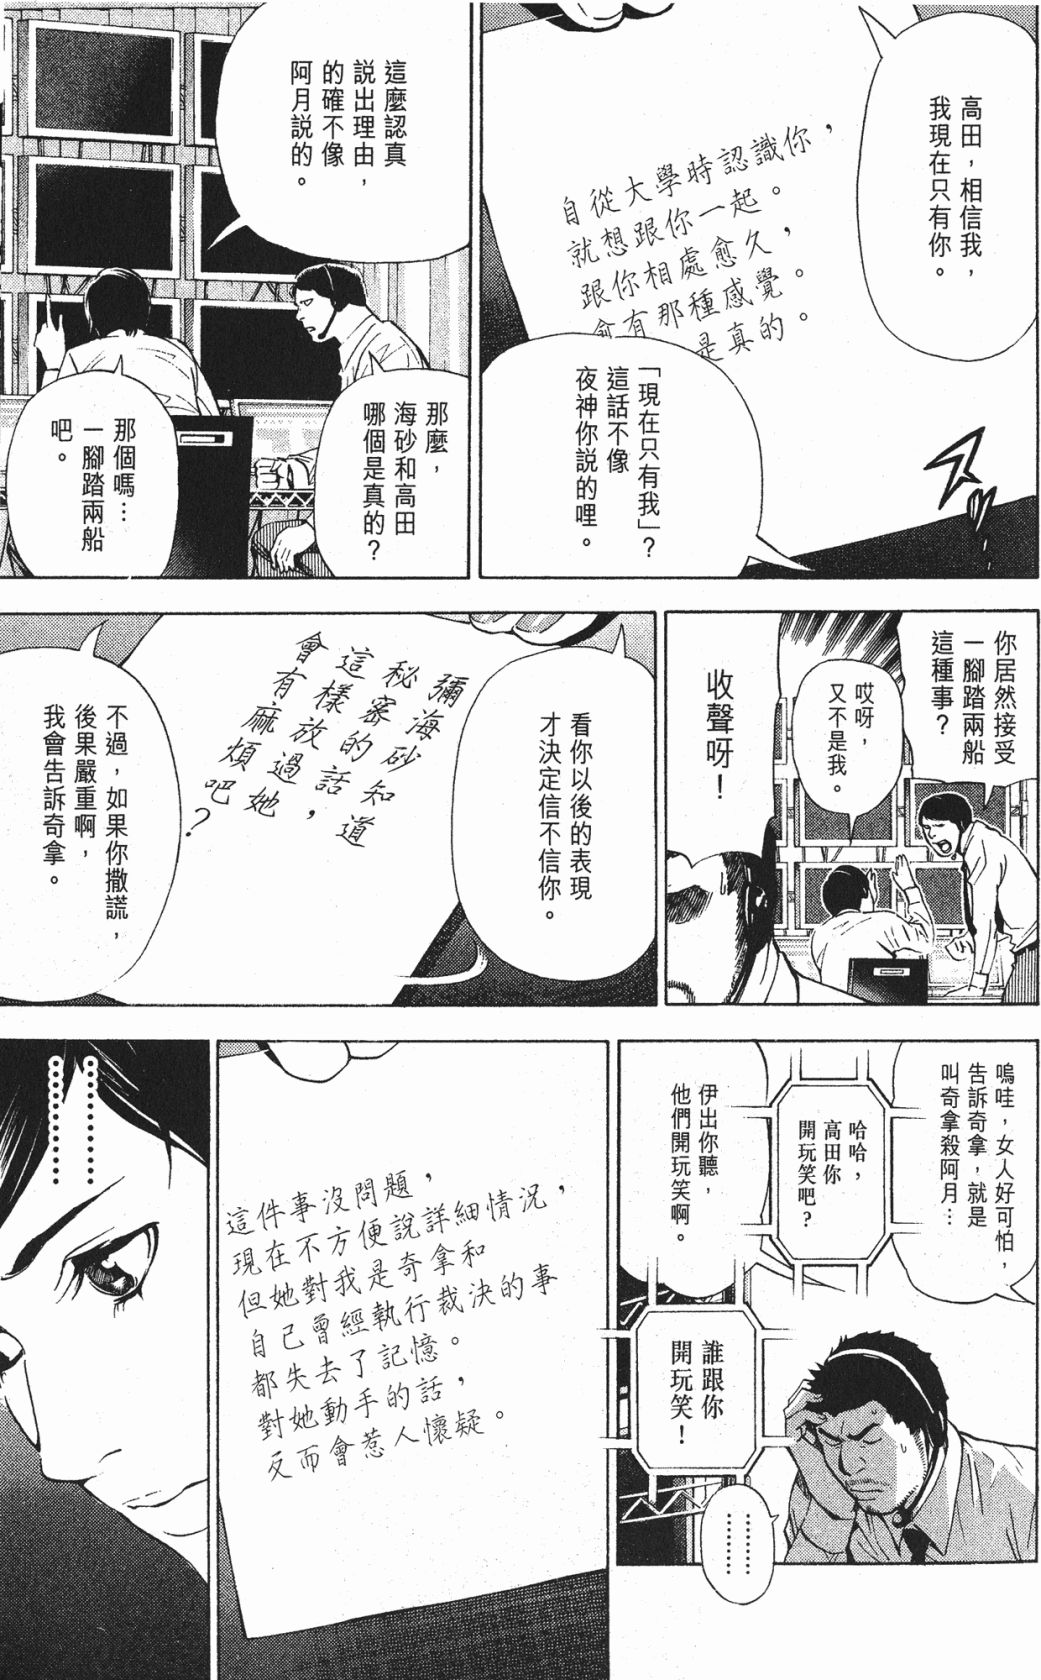 高田，相信我，
我現在只有你。
自從大學時認識你，
就想跟你一起。
跟你相處愈久，
愈有那種感覺。
是真的。
「現在只有我」？
這話不像
夜神你說的哩。
這麼認真
說出理由，
的確不像
阿月說的。
那麼，
海砂和高田
哪個是真的？
那個嗎…
一腳踏兩船
吧。
你居然接受
一腳踏兩船
這種事？
哎呀，
又不是我。
收聲呀！
看你以後的表現
才決定信不信你。
彌海砂知道
秘密的話，
這樣放過她
會有麻煩吧？
不過，如果你撒謊，
後果嚴重啊，
我會告訴奇拿。
嗚哇，女人好可怕，
告訴奇拿，就是
叫奇拿殺阿月…
哈哈，
高田你
開玩笑吧？
伊出你聽，
他們開玩笑啊。
誰跟你
開玩笑！
………
這件事沒問題，
現在不方便說詳細情況，
但她對我是奇拿和
自己曾經執行裁決的事
都失去了記憶。
對她動手的話，
反而會惹人懷疑。
………………